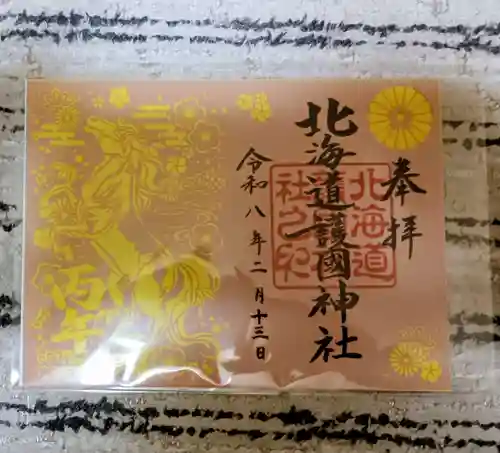 奉拝
北海道護國神社
北海道
護國神
社之印
令和八年二月十三日
丙午